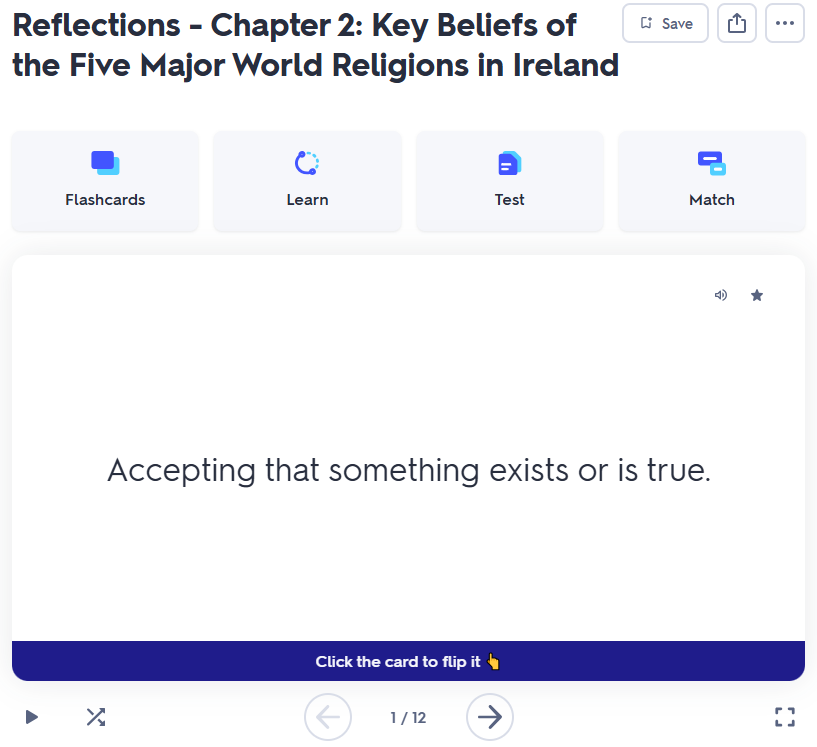 Reflections - Chapter 2: Key Beliefs of
the Five Major World Religions in Ireland
Save
Flashcards
Learn
Test
Match
Accepting that something exists or is true.
Click the card to flip it
1 / 12